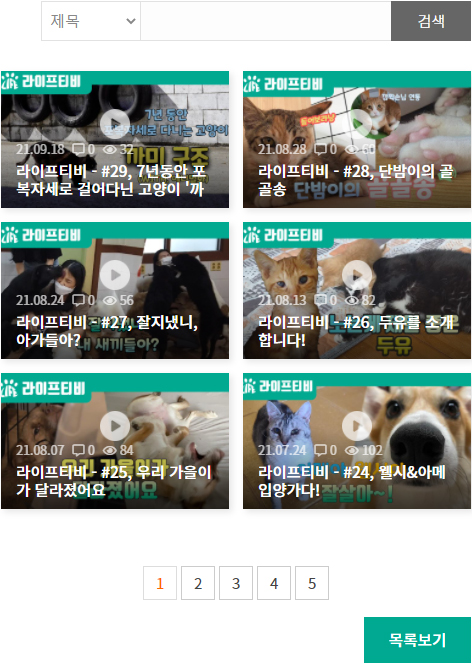 제목
검색
라이프티비
7년 동안
포복자세로 다니는 고양이
까미 구조
21.09.18 0 32
라이프티비 - #29, 7년동안 포
복자세로 걸어다닌 고양이 '까
라이프티비
단밤이의 골골송
21.08.28 0 60
라이프티비 - #28, 단밤이의 골
골송
라이프티비
내 새끼들아?
21.08.24 0 56
라이프티비 - #27, 잘지냈니,
아가들아?
라이프티비
두유
21.08.13 0 82
라이프티비 - #26, 두유를 소개
합니다!
라이프티비
21.08.07 0 84
라이프티비 - #25, 우리 가을이
가 달라졌어요
라이프티비
잘살아~!
21.07.24 0 102
라이프티비 - #24, 웰시&아메
입양가다!
1 2 3 4 5
목록보기